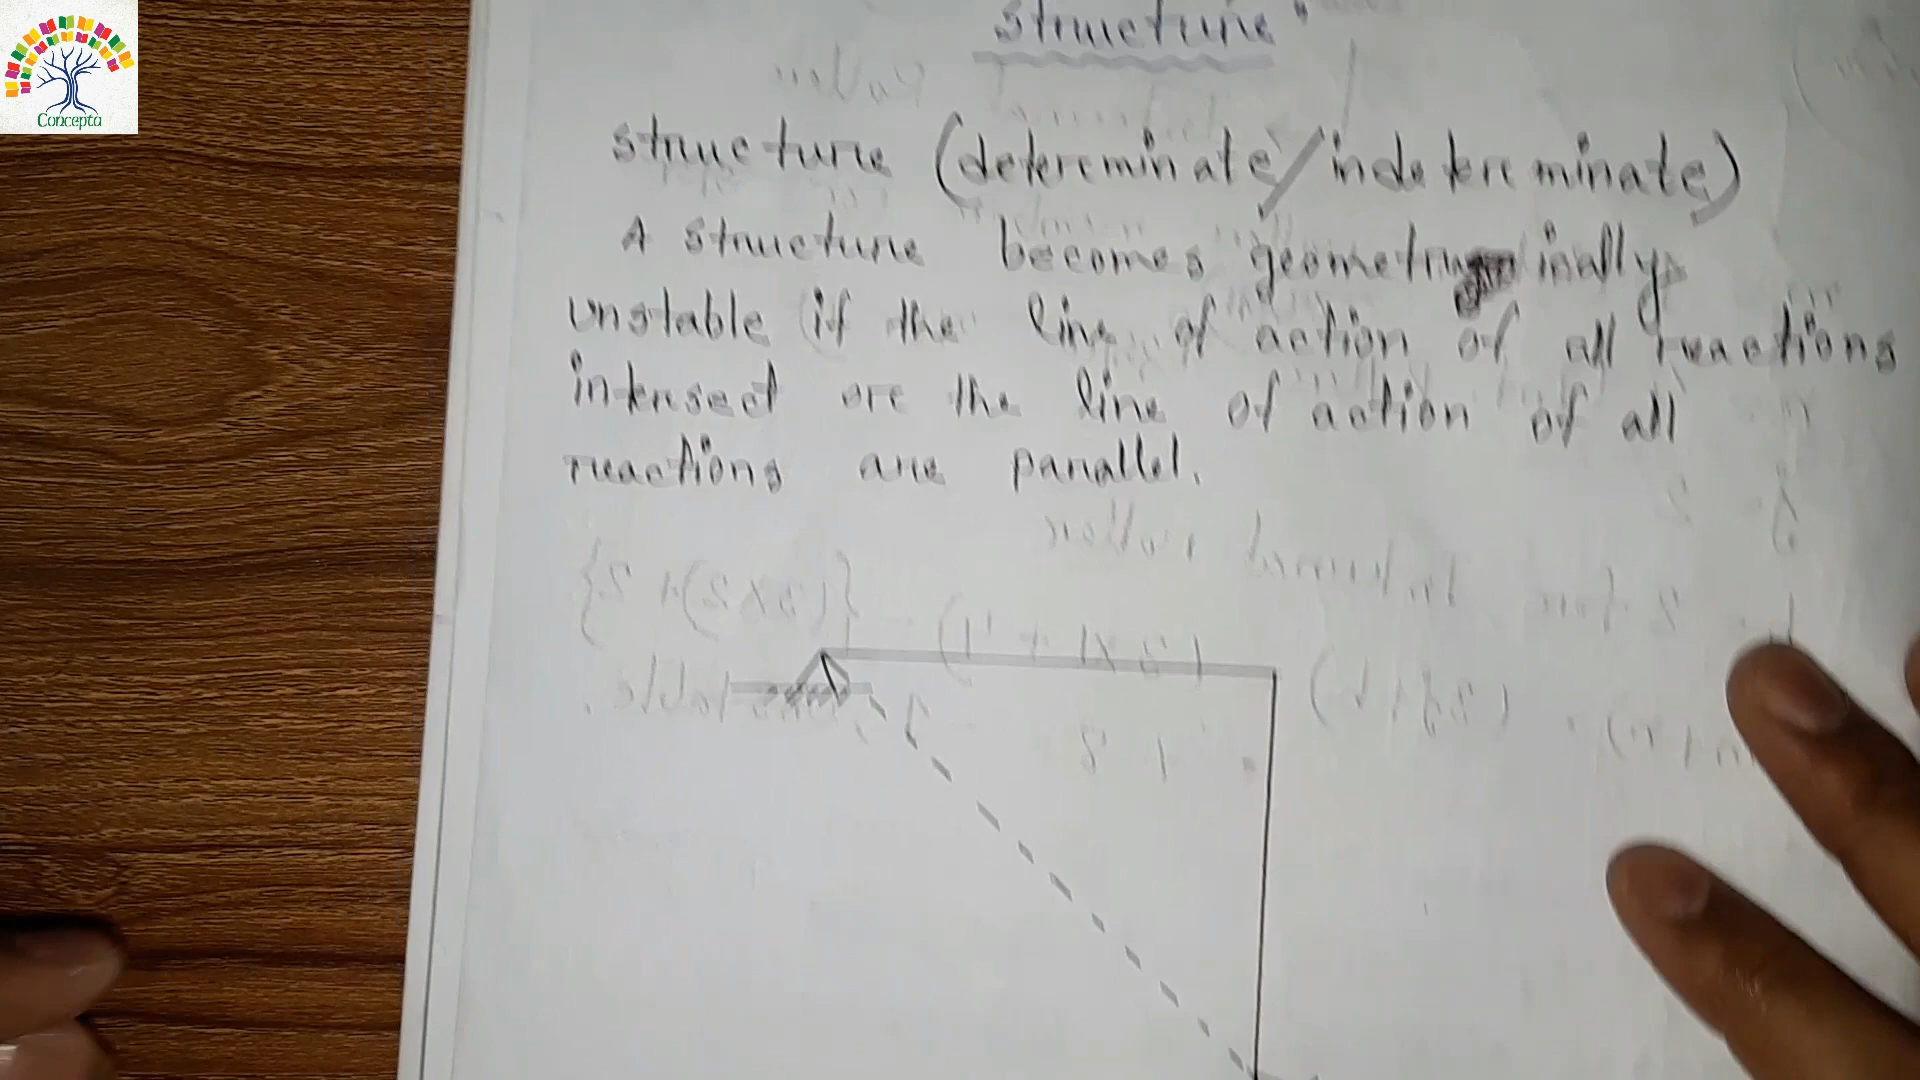 Concepta
structure"
structure (determinate/indeterminate)
A structure becomes geometrically
unstable if the line of action of all reactions
intersect or the line of action of all
reactions are parallel.